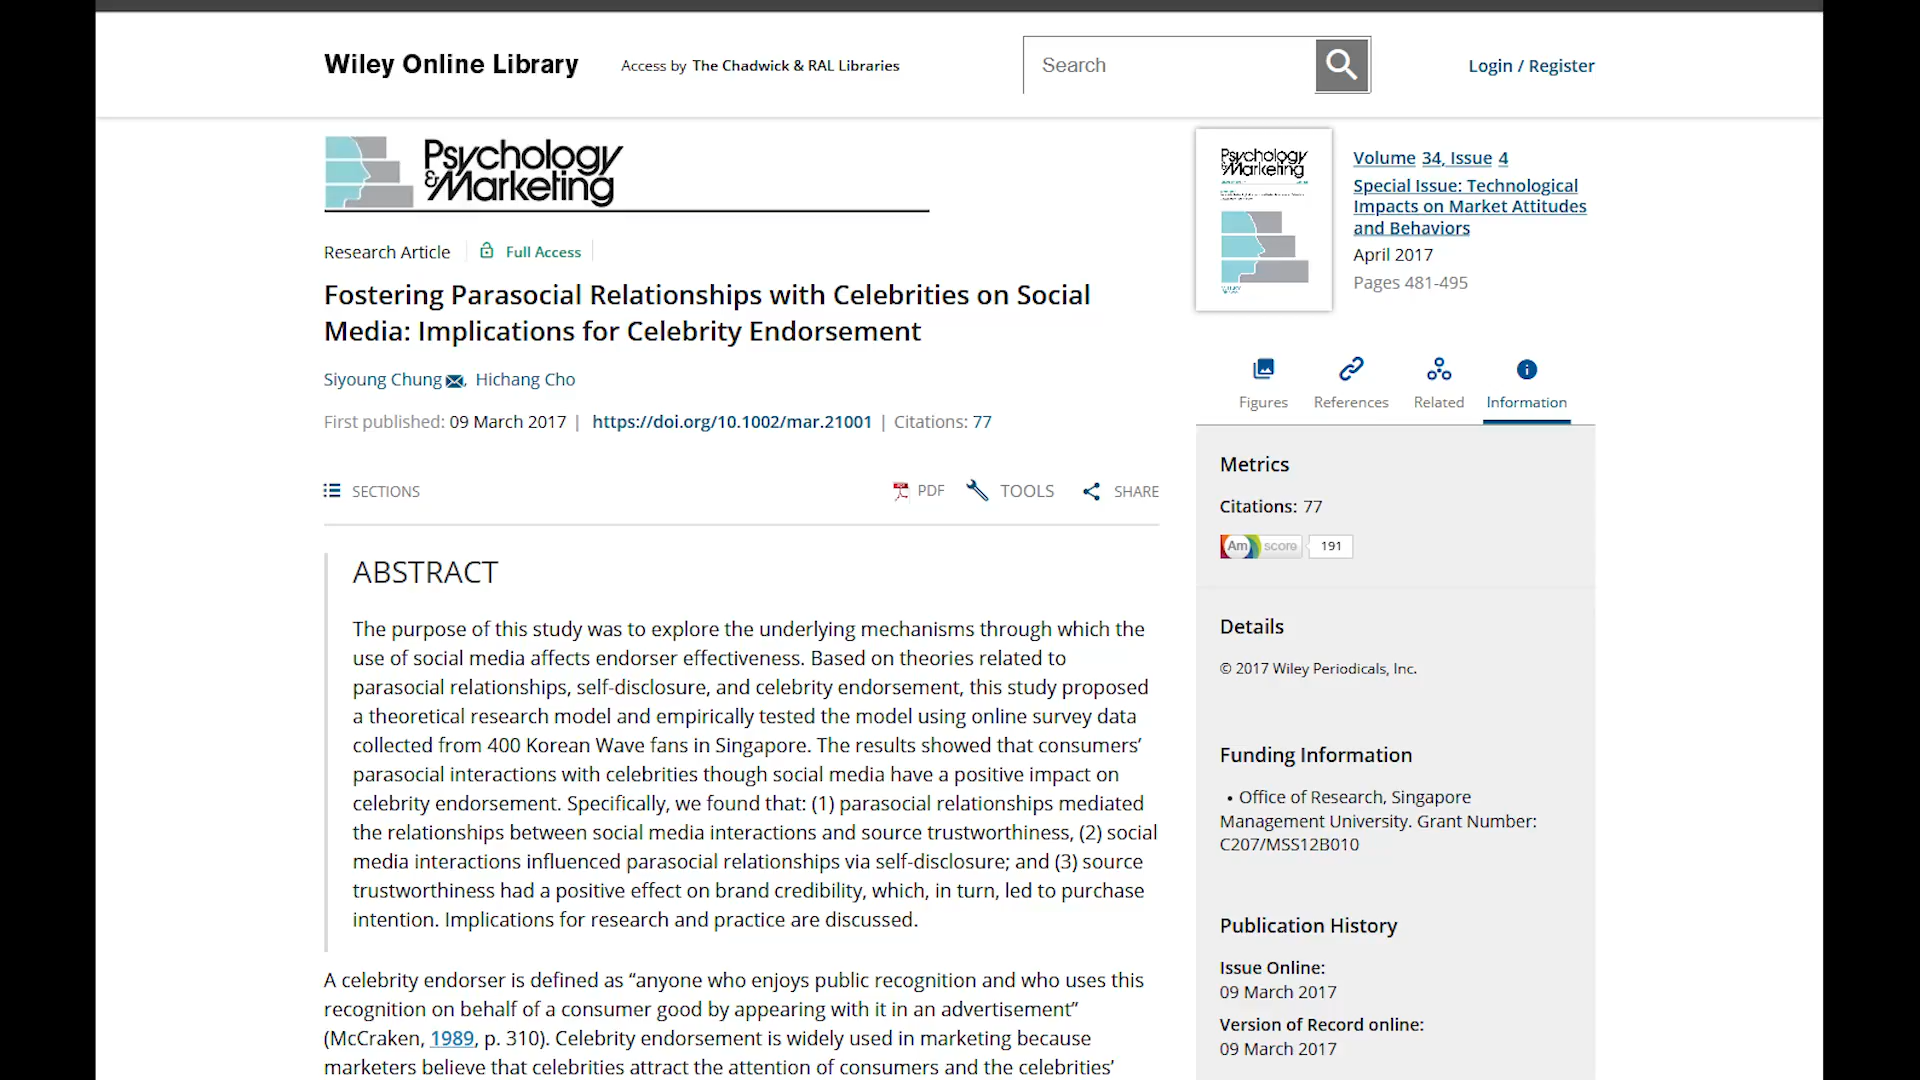 Wiley Online Library
Access by The Chadwick & RAL Libraries
Search
Login / Register
Psychology
& Marketing
Research Article
Full Access
Fostering Parasocial Relationships with Celebrities on Social
Media: Implications for Celebrity Endorsement
Siyoung Chung, Hichang Cho
First published: 09 March 2017 | https://doi.org/10.1002/mar.21001 | Citations: 77
SECTIONS
PDF
TOOLS
SHARE
ABSTRACT
The purpose of this study was to explore the underlying mechanisms through which the
use of social media affects endorser effectiveness. Based on theories related to
parasocial relationships, self-disclosure, and celebrity endorsement, this study proposed
a theoretical research model and empirically tested the model using online survey data
collected from 400 Korean Wave fans in Singapore. The results showed that consumers’
parasocial interactions with celebrities though social media have a positive impact on
celebrity endorsement. Specifically, we found that: (1) parasocial relationships mediated
the relationships between social media interactions and source trustworthiness, (2) social
media interactions influenced parasocial relationships via self-disclosure; and (3) source
trustworthiness had a positive effect on brand credibility, which, in turn, led to purchase
intention. Implications for research and practice are discussed.
A celebrity endorser is defined as “anyone who enjoys public recognition and who uses this
recognition on behalf of a consumer good by appearing with it in an advertisement”
(McCraken, 1989, p. 310). Celebrity endorsement is widely used in marketing because
marketers believe that celebrities attract the attention of consumers and the celebrities’
Psychology
& Marketing
Volume 34, Issue 4
Special Issue: Technological
Impacts on Market Attitudes
and Behaviors
April 2017
Pages 481-495
Figures
References
Related
Information
Metrics
Citations: 77
Am score 191
Details
© 2017 Wiley Periodicals, Inc.
Funding Information
• Office of Research, Singapore
Management University. Grant Number:
C207/MSS12B010
Publication History
Issue Online:
09 March 2017
Version of Record online:
09 March 2017